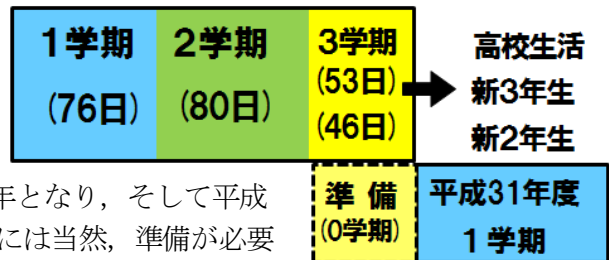 1学期
(76日)
2学期
(80日)
3学期
(53日)
(46日)
高校生活
新3年生
新2年生
年となり，そして平成
には当然，準備が必要
準 備
(0学期)
平成31年度
1学期